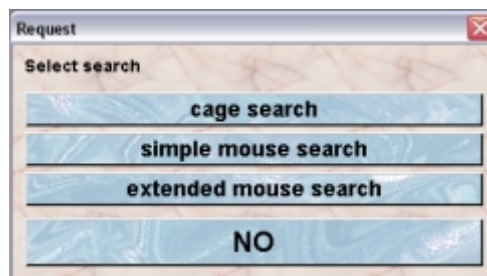 Request
Select search
cage search
simple mouse search
extended mouse search
NO